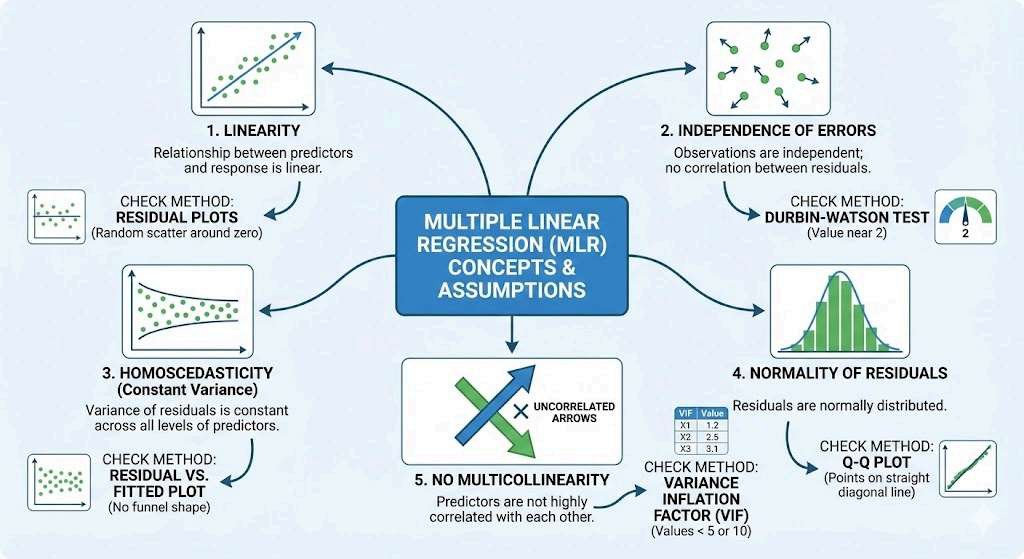 1. LINEARITY
Relationship between predictors
and response is linear.
CHECK METHOD:
RESIDUAL PLOTS
(Random scatter around zero)
2. INDEPENDENCE OF ERRORS
Observations are independent;
no correlation between residuals.
CHECK METHOD:
DURBIN-WATSON TEST
(Value near 2)
2
MULTIPLE LINEAR
REGRESSION (MLR)
CONCEPTS &
ASSUMPTIONS
3. HOMOSCEDASTICITY
(Constant Variance)
Variance of residuals is constant
across all levels of predictors.
CHECK METHOD:
RESIDUAL VS.
FITTED PLOT
(No funnel shape)
4. NORMALITY OF RESIDUALS
Residuals are normally distributed.
CHECK METHOD:
Q-Q PLOT
(Points on straight
diagonal line)
UNCORRELATED
ARROWS
5. NO MULTICOLLINEARITY
Predictors are not highly
correlated with each other.
VIF Value
X1 1.2
X2 2.5
X3 3.1
CHECK METHOD:
VARIANCE
INFLATION
FACTOR (VIF)
(Values < 5 or 10)